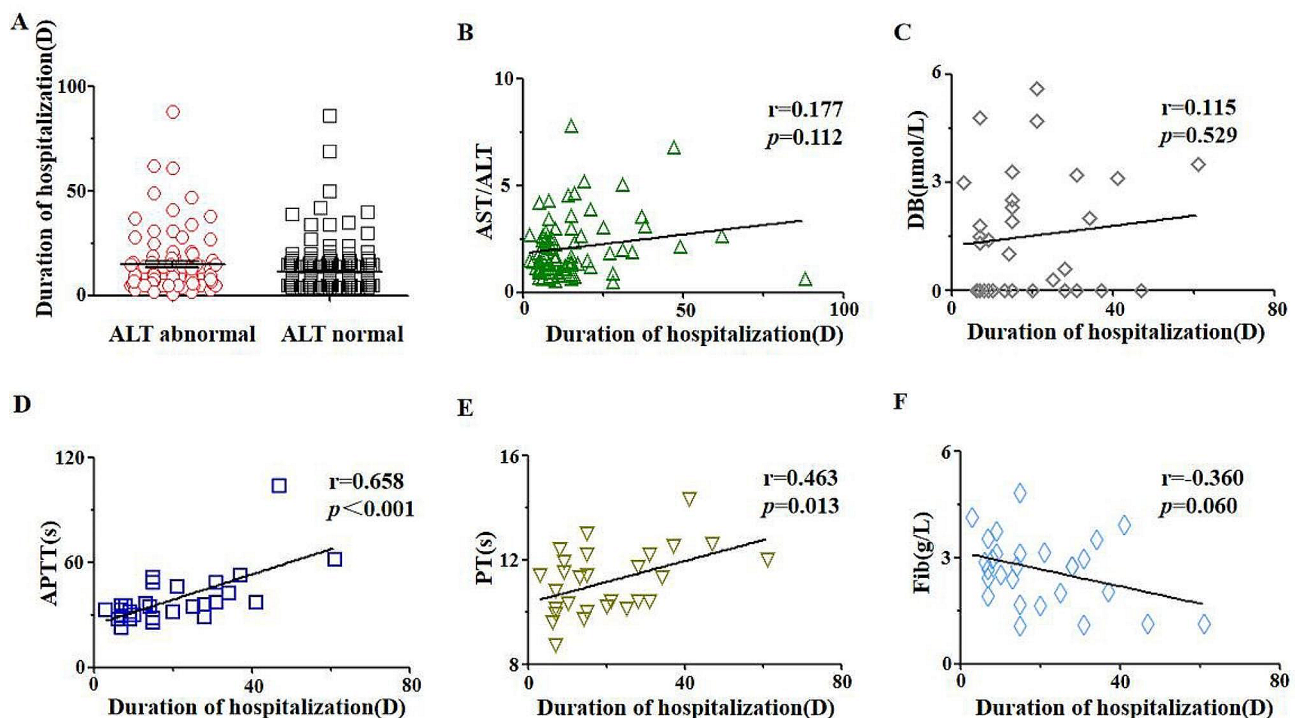 A
Duration of hospitalization(D)
100
50
0
ALT abnormal
ALT normal
B
AST/ALT
10
5
0
r=0.177
p=0.112
0
50
100
Duration of hospitalization(D)
C
DB(μmol/L)
6
3
0
r=0.115
p=0.529
0
40
80
Duration of hospitalization(D)
D
APTT(s)
120
60
0
r=0.658
p<0.001
0
40
80
Duration of hospitalization(D)
E
PT(s)
16
12
8
r=0.463
p=0.013
0
40
80
Duration of hospitalization(D)
F
Fib(g/L)
6
3
0
r=-0.360
p=0.060
0
40
80
Duration of hospitalization(D)